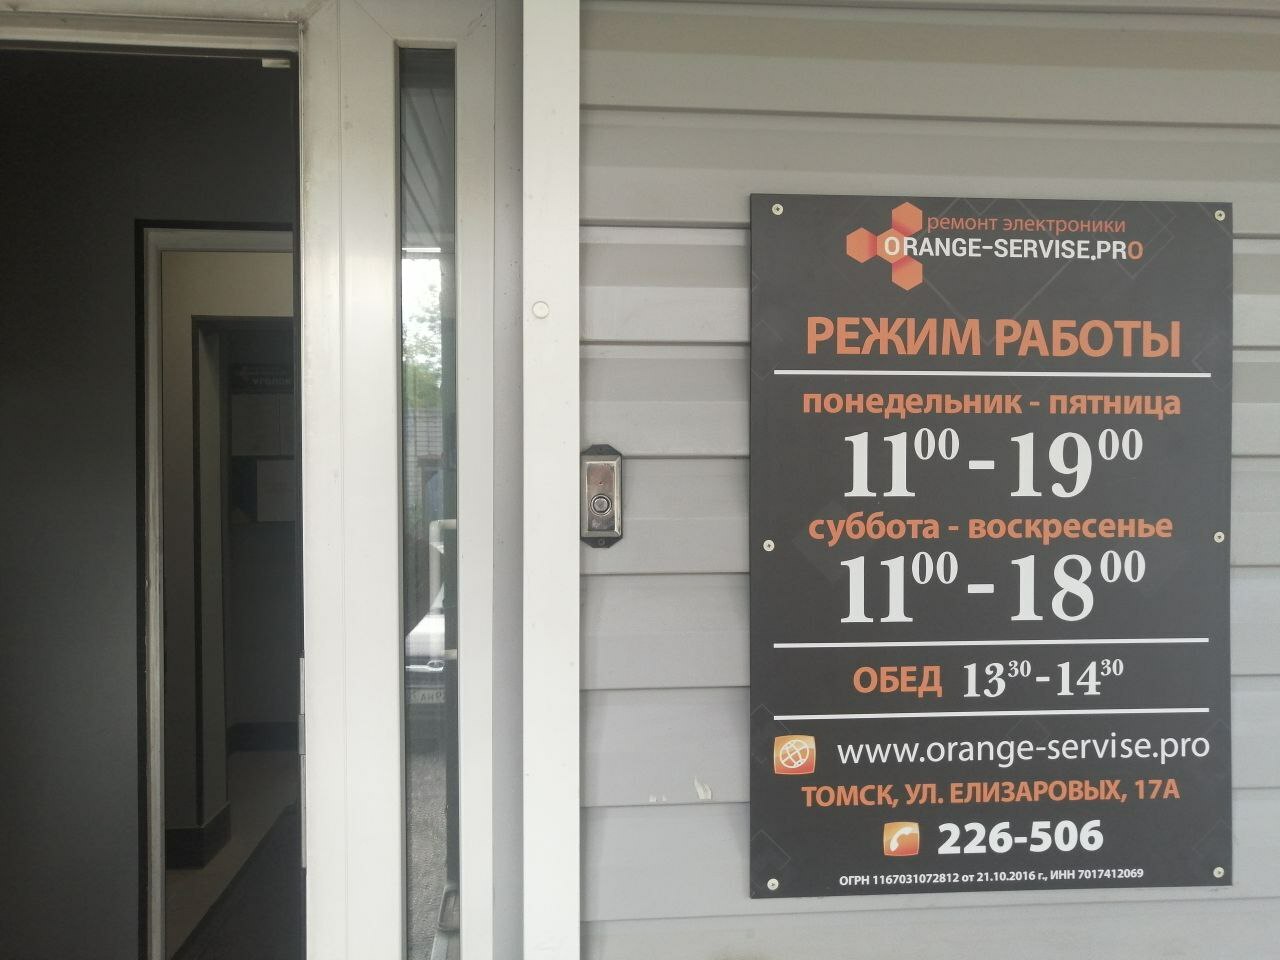 ремонт электроники
ORANGE-SERVISE.PRO
РЕЖИМ РАБОТЫ
понедельник - пятница
11⁰⁰ - 19⁰⁰
суббота - воскресенье
11⁰⁰ - 18⁰⁰
ОБЕД 13³⁰ - 14³⁰
www.orange-servise.pro
ТОМСК, УЛ. ЕЛИЗАРОВЫХ, 17А
226-506
ОГРН 1167031072812 от 21.10.2016 г., ИНН 7017412069